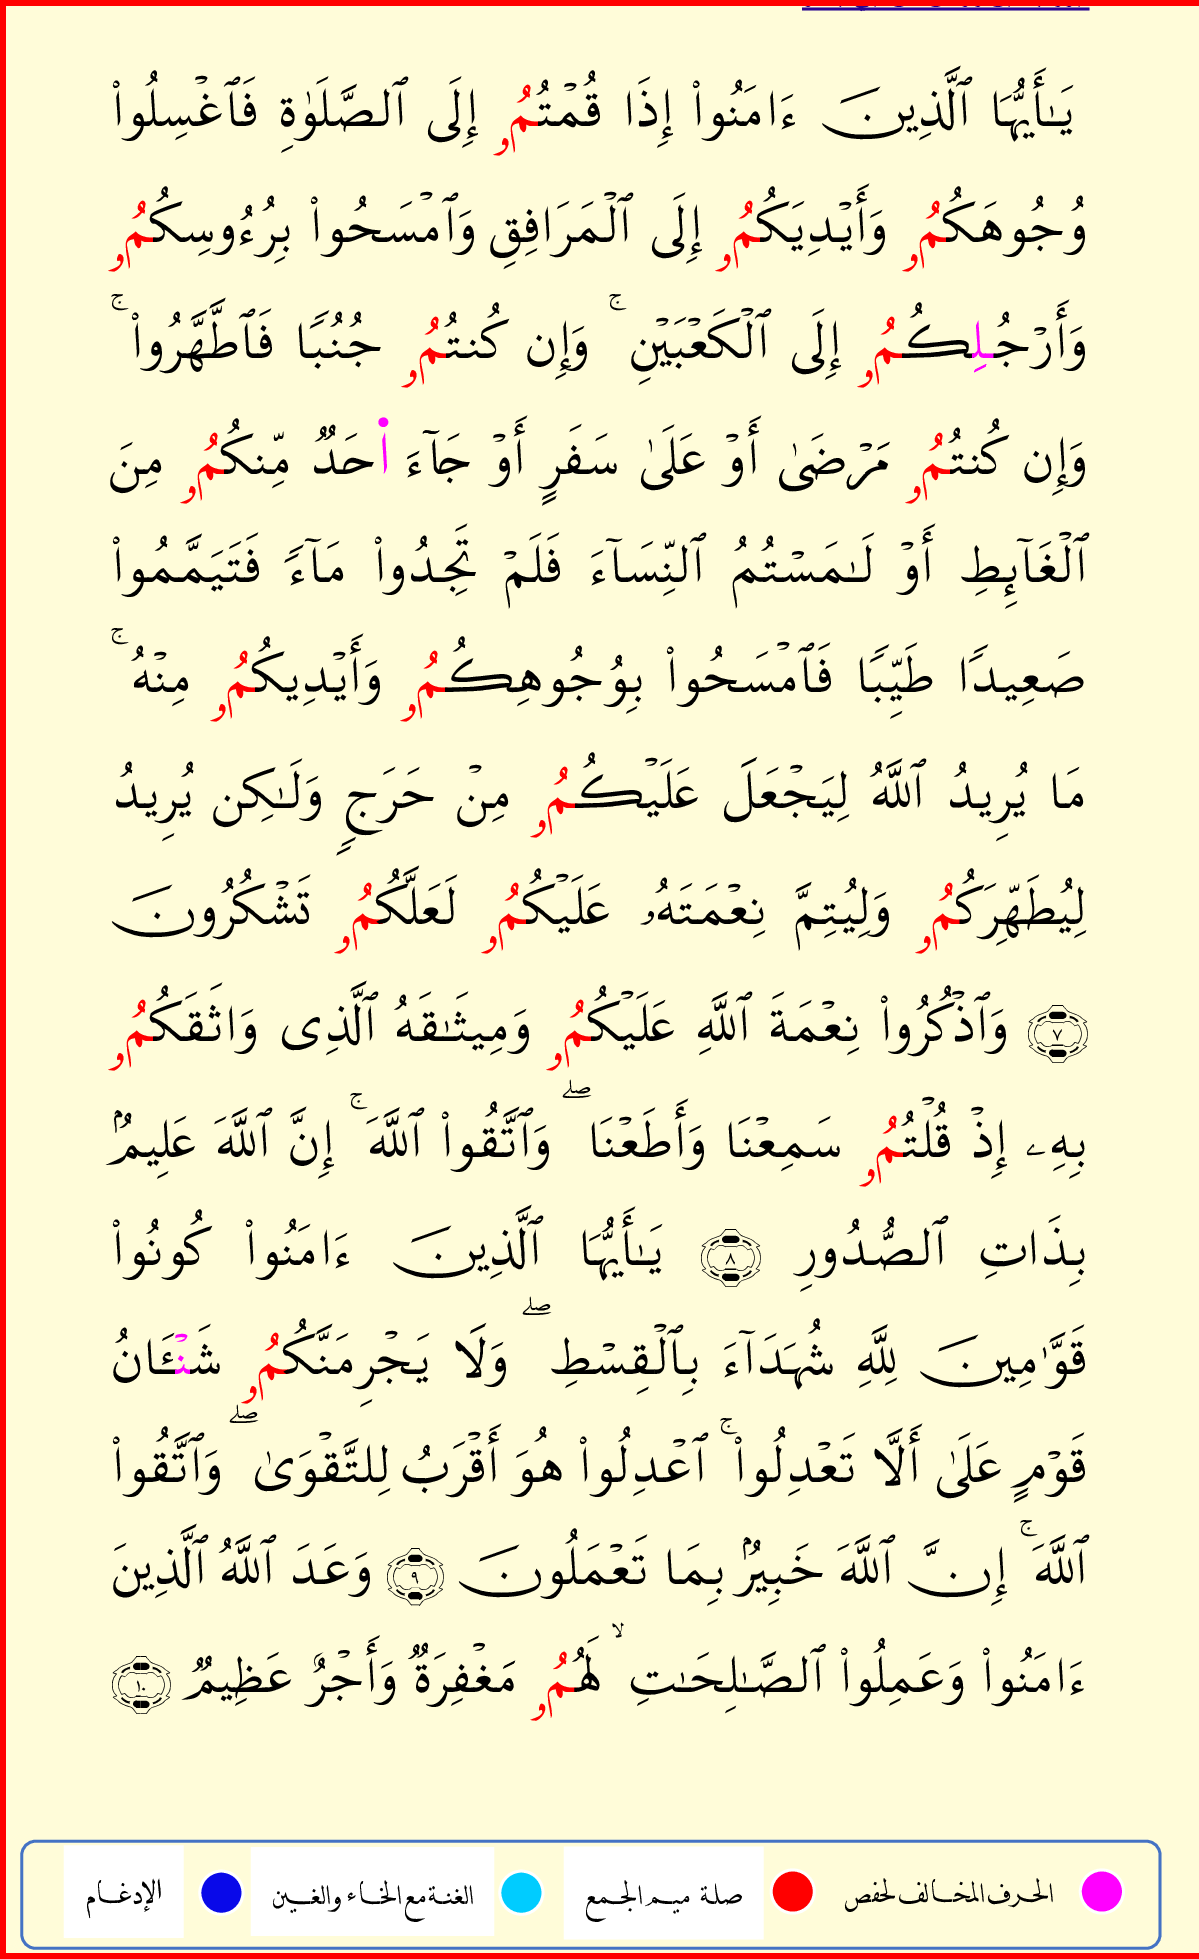 يَـٰٓأَيُّهَا ٱلَّذِينَ ءَامَنُوا۟ إِذَا قُمۡتُمُۥ إِلَى ٱلصَّلَوٰةِ فَٱغۡسِلُوا۟
وُجُوهَكُمُۥ وَأَيۡدِيَكُمُۥ إِلَى ٱلۡمَرَافِقِ وَٱمۡسَحُوا۟ بِرُءُوسِكُمُۥ
وَأَرۡجُلِكُمُۥ إِلَى ٱلۡكَعۡبَيۡنِۚ وَإِن كُنتُمُۥ جُنُبًا فَٱطَّهَّرُوا۟ۚ
وَإِن كُنتُمُۥ مَرۡضَىٰ أَوۡ عَلَىٰ سَفَرٍ أَوۡ جَآءَ احَدٌ مِّنكُمُۥ مِنَ
ٱلۡغَآئِطِ أَوۡ لَـٰمَسۡتُمُ ٱلنِّسَآءَ فَلَمۡ تَجِدُوا۟ مَآءً فَتَيَمَّمُوا۟
صَعِيدًا طَيِّبًا فَٱمۡسَحُوا۟ بِوُجُوهِكُمُۥ وَأَيۡدِيكُمُۥ مِنۡهُۚ
مَا يُرِيدُ ٱللَّهُ لِيَجۡعَلَ عَلَيۡكُمُۥ مِنۡ حَرَجٍ وَلَـٰكِن يُرِيدُ
لِيُطَهِّرَكُمُۥ وَلِيُتِمَّ نِعۡمَتَهُۥ عَلَيۡكُمُۥ لَعَلَّكُمُۥ تَشۡكُرُونَ
٧ وَٱذۡكُرُوا۟ نِعۡمَةَ ٱللَّهِ عَلَيۡكُمُۥ وَمِيثَـٰقَهُ ٱلَّذِى وَاثَقَكُمُۥ
بِهِۦ إِذۡ قُلۡتُمُۥ سَمِعۡنَا وَأَطَعۡنَاۖ وَٱتَّقُوا۟ ٱللَّهَۚ إِنَّ ٱللَّهَ عَلِيمُۢ
بِذَاتِ ٱلصُّدُورِ ٨ يَـٰٓأَيُّهَا ٱلَّذِينَ ءَامَنُوا۟ كُونُوا۟
قَوَّٰمِينَ لِلَّهِ شُهَدَآءَ بِٱلۡقِسۡطِۖ وَلَا يَجۡرِمَنَّكُمُۥ شَنۡـَٔانُ
قَوۡمٍ عَلَىٰ أَلَّا تَعۡدِلُوا۟ۚ ٱعۡدِلُوا۟ هُوَ أَقۡرَبُ لِلتَّقۡوَىٰۖ وَٱتَّقُوا۟
ٱللَّهَۚ إِنَّ ٱللَّهَ خَبِيرُۢ بِمَا تَعۡمَلُونَ ٩ وَعَدَ ٱللَّهُ ٱلَّذِينَ
ءَامَنُوا۟ وَعَمِلُوا۟ ٱلصَّـٰلِحَـٰتِۙ لَهُمُۥ مَغۡفِرَةٌ وَأَجۡرٌ عَظِيمٌ ١٠
الحرف المخالف لحفص صلة ميم الجمع الغنة مع الخاء والغين الإدغام